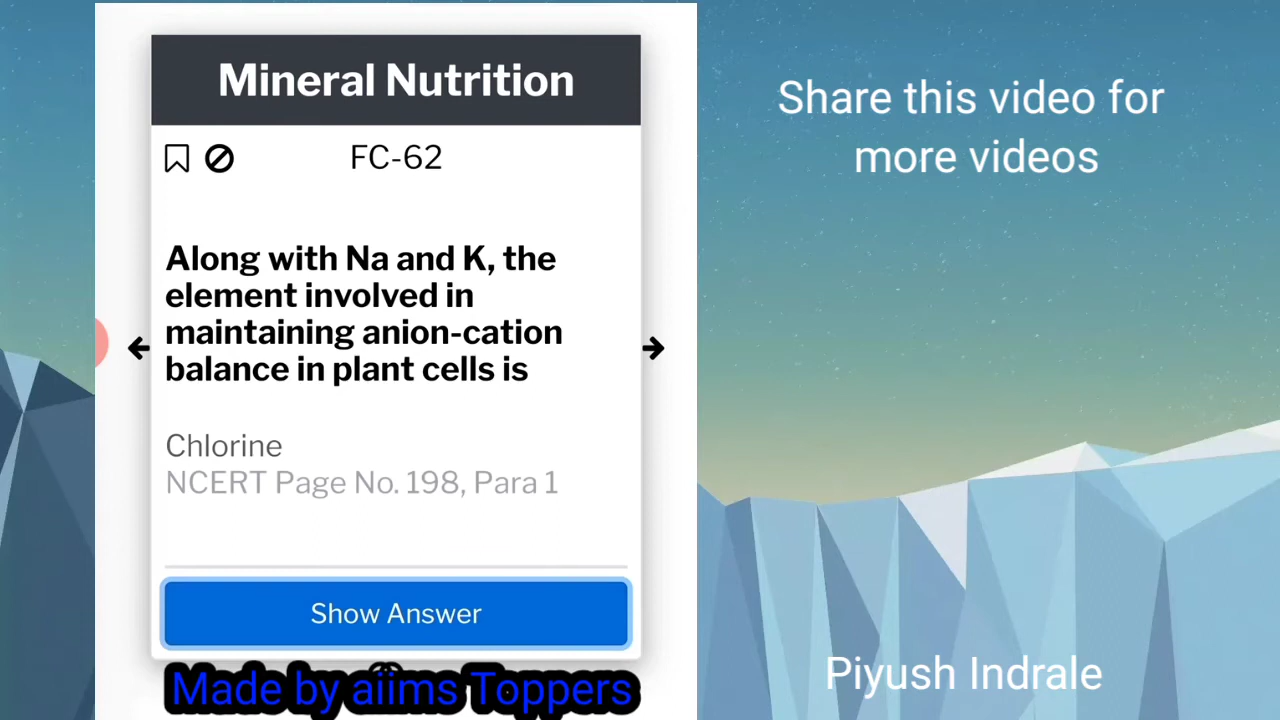 Mineral Nutrition
FC-62
Along with Na and K, the
element involved in
maintaining anion-cation
balance in plant cells is
Chlorine
NCERT Page No. 198, Para 1
Show Answer
Made by aiims Toppers
Share this video for
more videos
Piyush Indrale